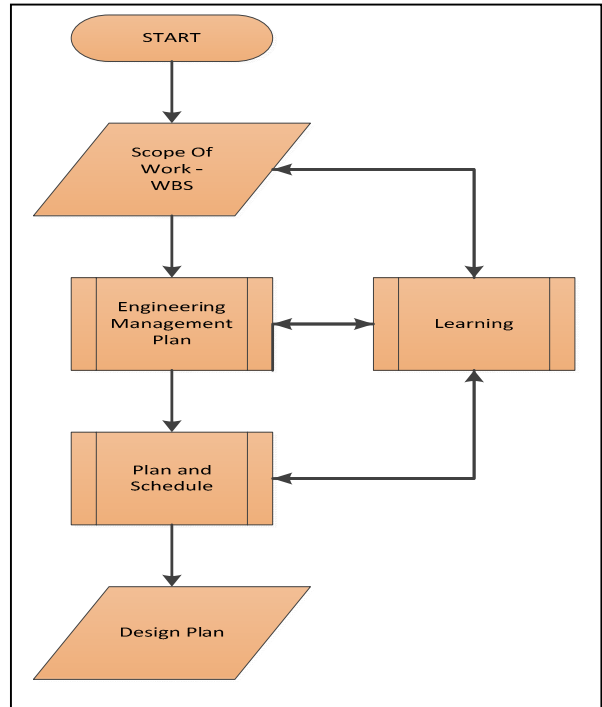 START
Scope Of
Work –
WBS
Engineering
Management
Plan
Learning
Plan and
Schedule
Design Plan